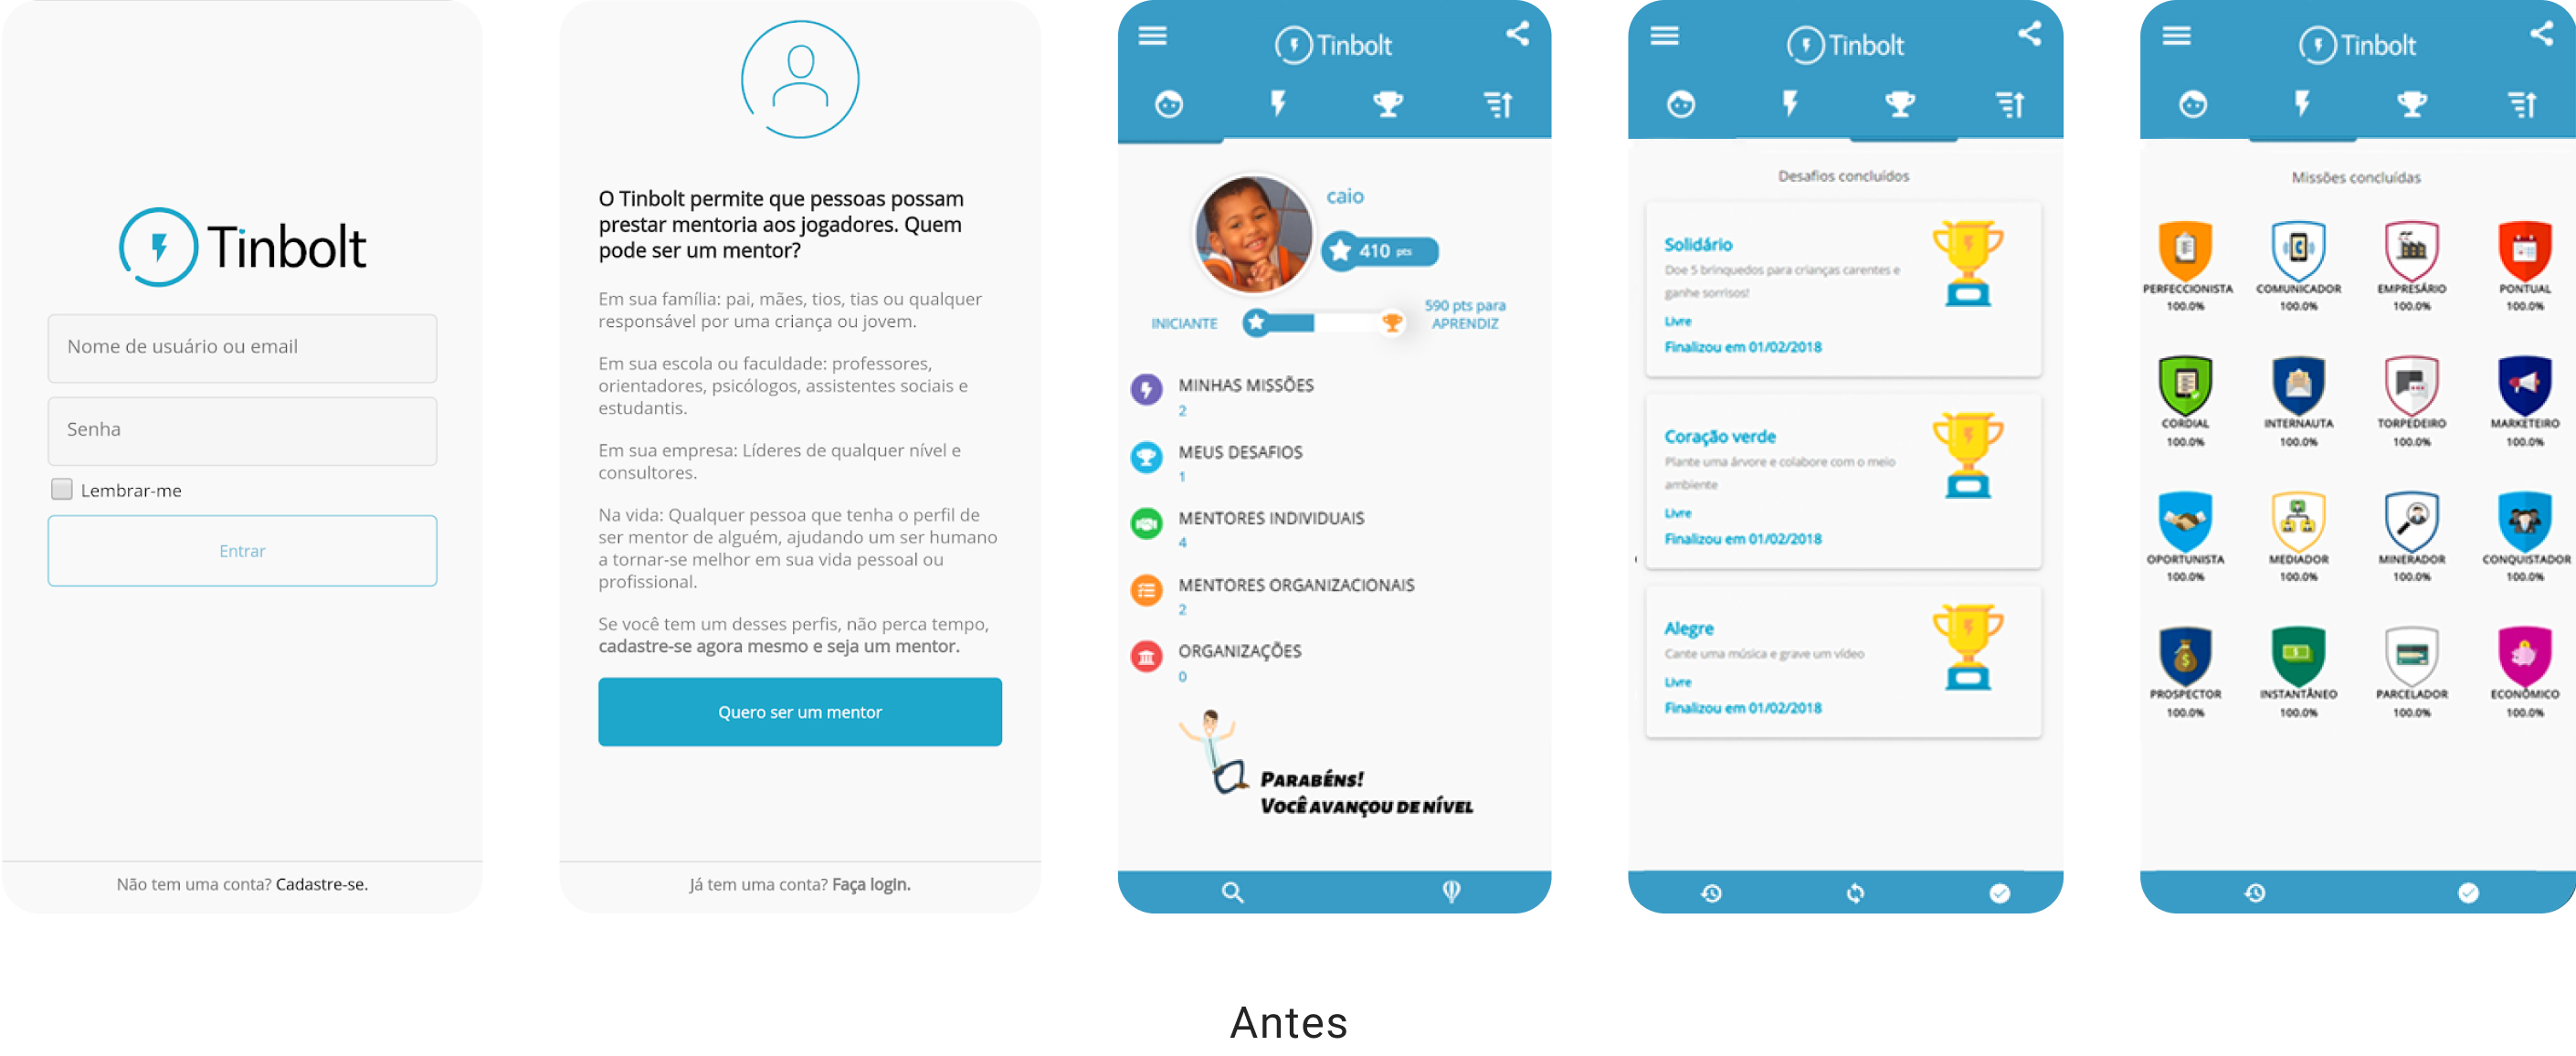 Tinbolt
Nome de usuário ou email
Senha
Lembrar-me
Entrar
Não tem uma conta? Cadastre-se.
O Tinbolt permite que pessoas possam
prestar mentoria aos jogadores. Quem
pode ser um mentor?
Em sua família: pai, mães, tios, tias ou qualquer
responsável por uma criança ou jovem.
Em sua escola ou faculdade: professores,
orientadores, psicólogos, assistentes sociais e
estudantis.
Em sua empresa: Líderes de qualquer nível e
consultores.
Na vida: Qualquer pessoa que tenha o perfil de
ser mentor de alguém, ajudando um ser humano
a tornar-se melhor em sua vida pessoal ou
profissional.
Se você tem um desses perfis, não perca tempo,
cadastre-se agora mesmo e seja um mentor.
Quero ser um mentor
Já tem uma conta? Faça login.
Tinbolt
caio
410 pts
INICIANTE
590 pts para
APRENDIZ
MINHAS MISSÕES
2
MEUS DESAFIOS
1
MENTORES INDIVIDUAIS
4
MENTORES ORGANIZACIONAIS
2
ORGANIZAÇÕES
0
PARABÉNS!
VOCÊ AVANÇOU DE NÍVEL
Tinbolt
Desafios concluídos
Solidário
Doe 5 brinquedos para crianças carentes e
ganhe sorrisos!
Livre
Finalizou em 01/02/2018
Coração verde
Plante uma árvore e colabore com o meio
ambiente
Livre
Finalizou em 01/02/2018
Alegre
Cante uma música e grave um vídeo
Livre
Finalizou em 01/02/2018
Tinbolt
Missões concluídas
PERFECCIONISTA COMUNICADOR EMPRESÁRIO PONTUAL
100.0% 100.0% 100.0% 100.0%
CORDIAL INTERNAUTA TORPEDEIRO MARKETEIRO
100.0% 100.0% 100.0% 100.0%
OPORTUNISTA MEDIADOR MINERADOR CONQUISTADOR
100.0% 100.0% 100.0% 100.0%
PROSPECTOR INSTANTÂNEO PARCELADOR ECONÔMICO
100.0% 100.0% 100.0% 100.0%
Antes